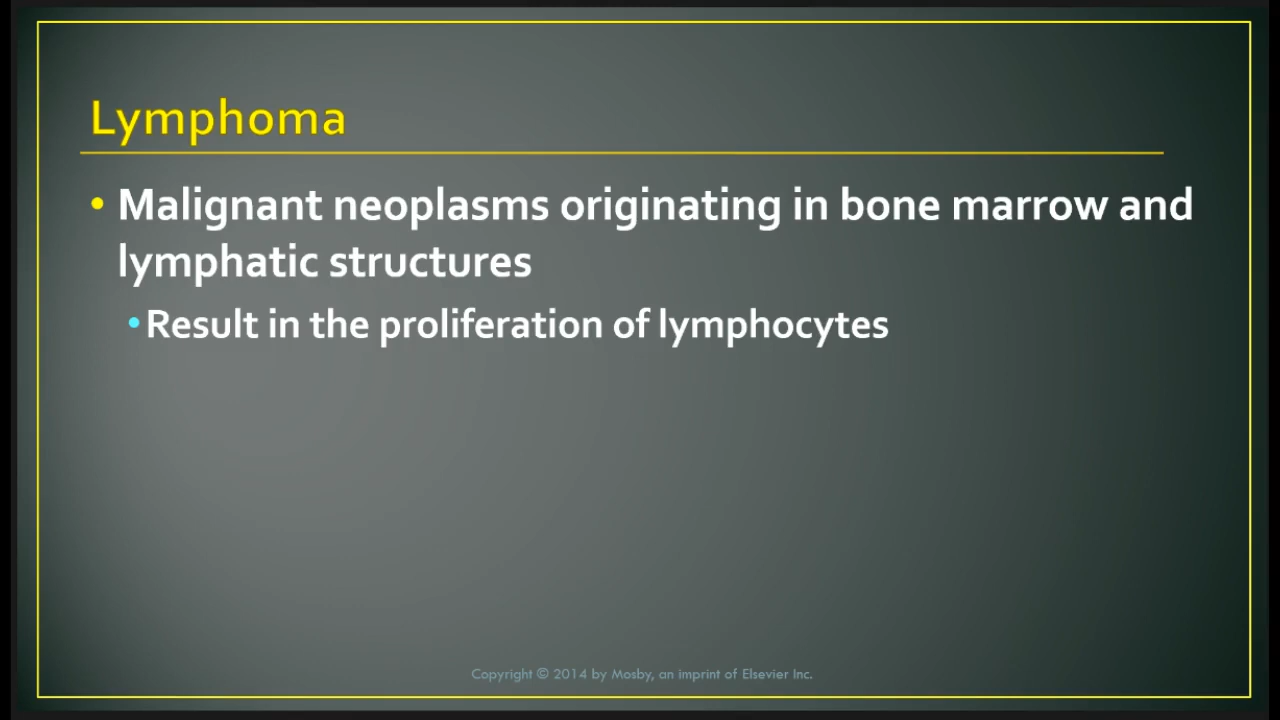 Lymphoma
• Malignant neoplasms originating in bone marrow and
lymphatic structures
• Result in the proliferation of lymphocytes
Copyright © 2014 by Mosby, an imprint of Elsevier Inc.